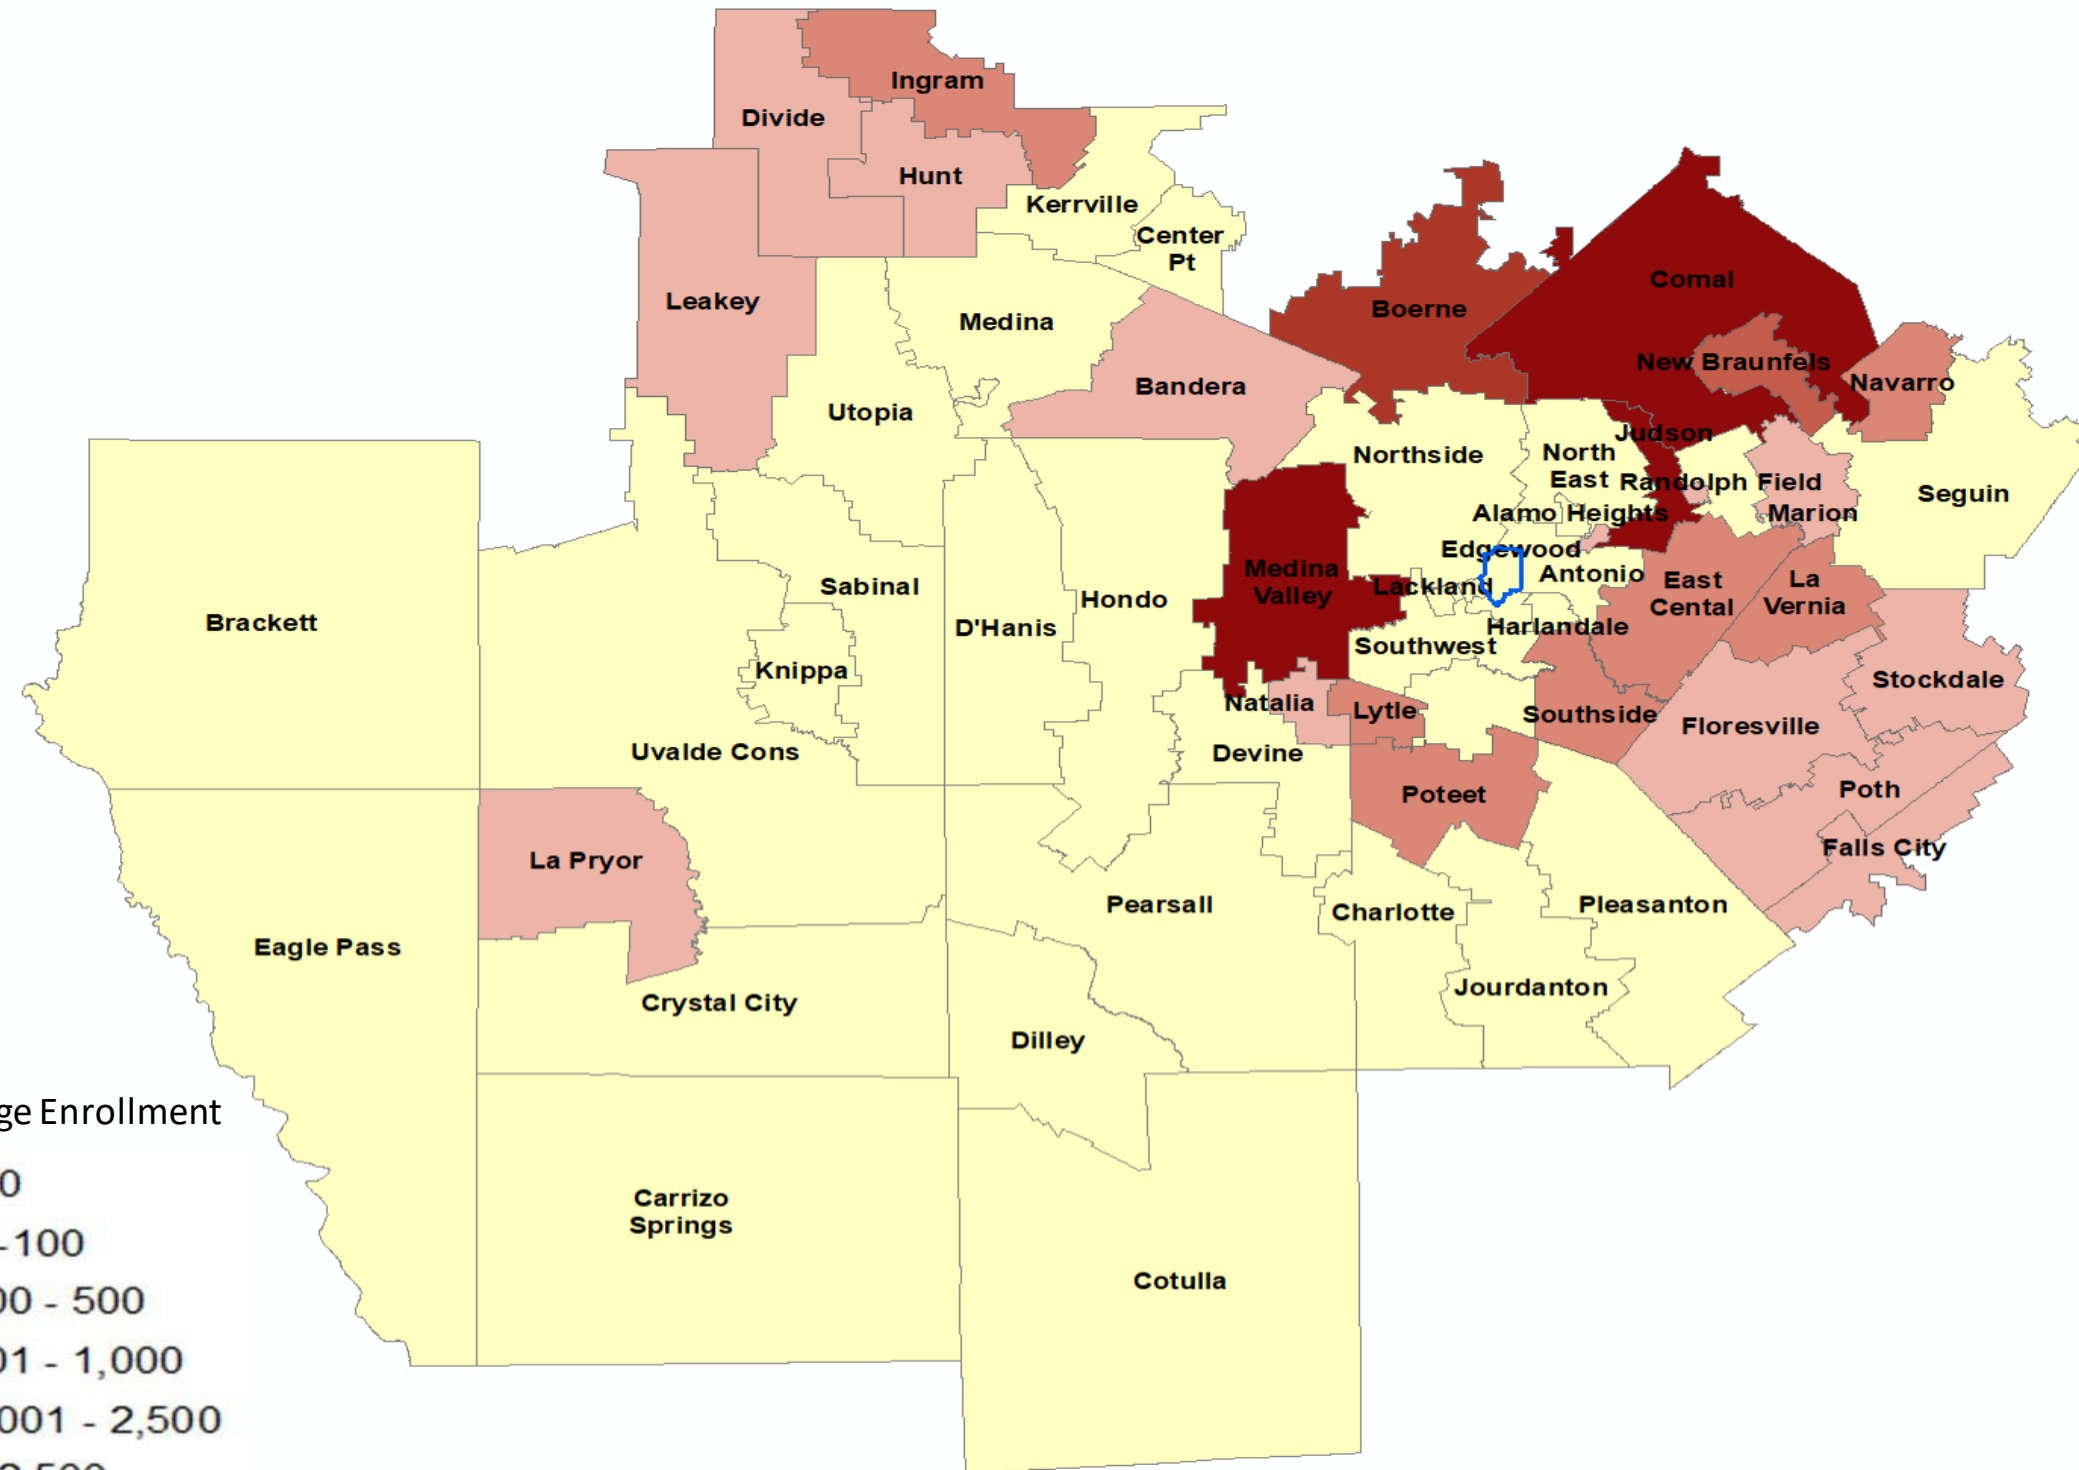 Ingram
Divide
Hunt
Kerrville
Center
Pt
Comal
Leakey
Boerne
Medina
New Braunfels
Navarro
Bandera
Utopia
Judson
Northside
North
East
Randolph Field
Seguin
Alamo Heights
Marion
Edgewood
Antonio
Medina
Valley
Lackland
East
Cental
La
Vernia
Sabinal
Hondo
Brackett
D'Hanis
Harlandale
Southwest
Knippa
Stockdale
Natalia
Lytle
Southside
Floresville
Uvalde Cons
Devine
Poteet
Poth
Falls City
La Pryor
Pearsall
Charlotte
Pleasanton
Eagle Pass
Jourdanton
Crystal City
Dilley
Carrizo
Springs
Cotulla
ge Enrollment
0
-100
00 - 500
01 - 1,000
001 - 2,500